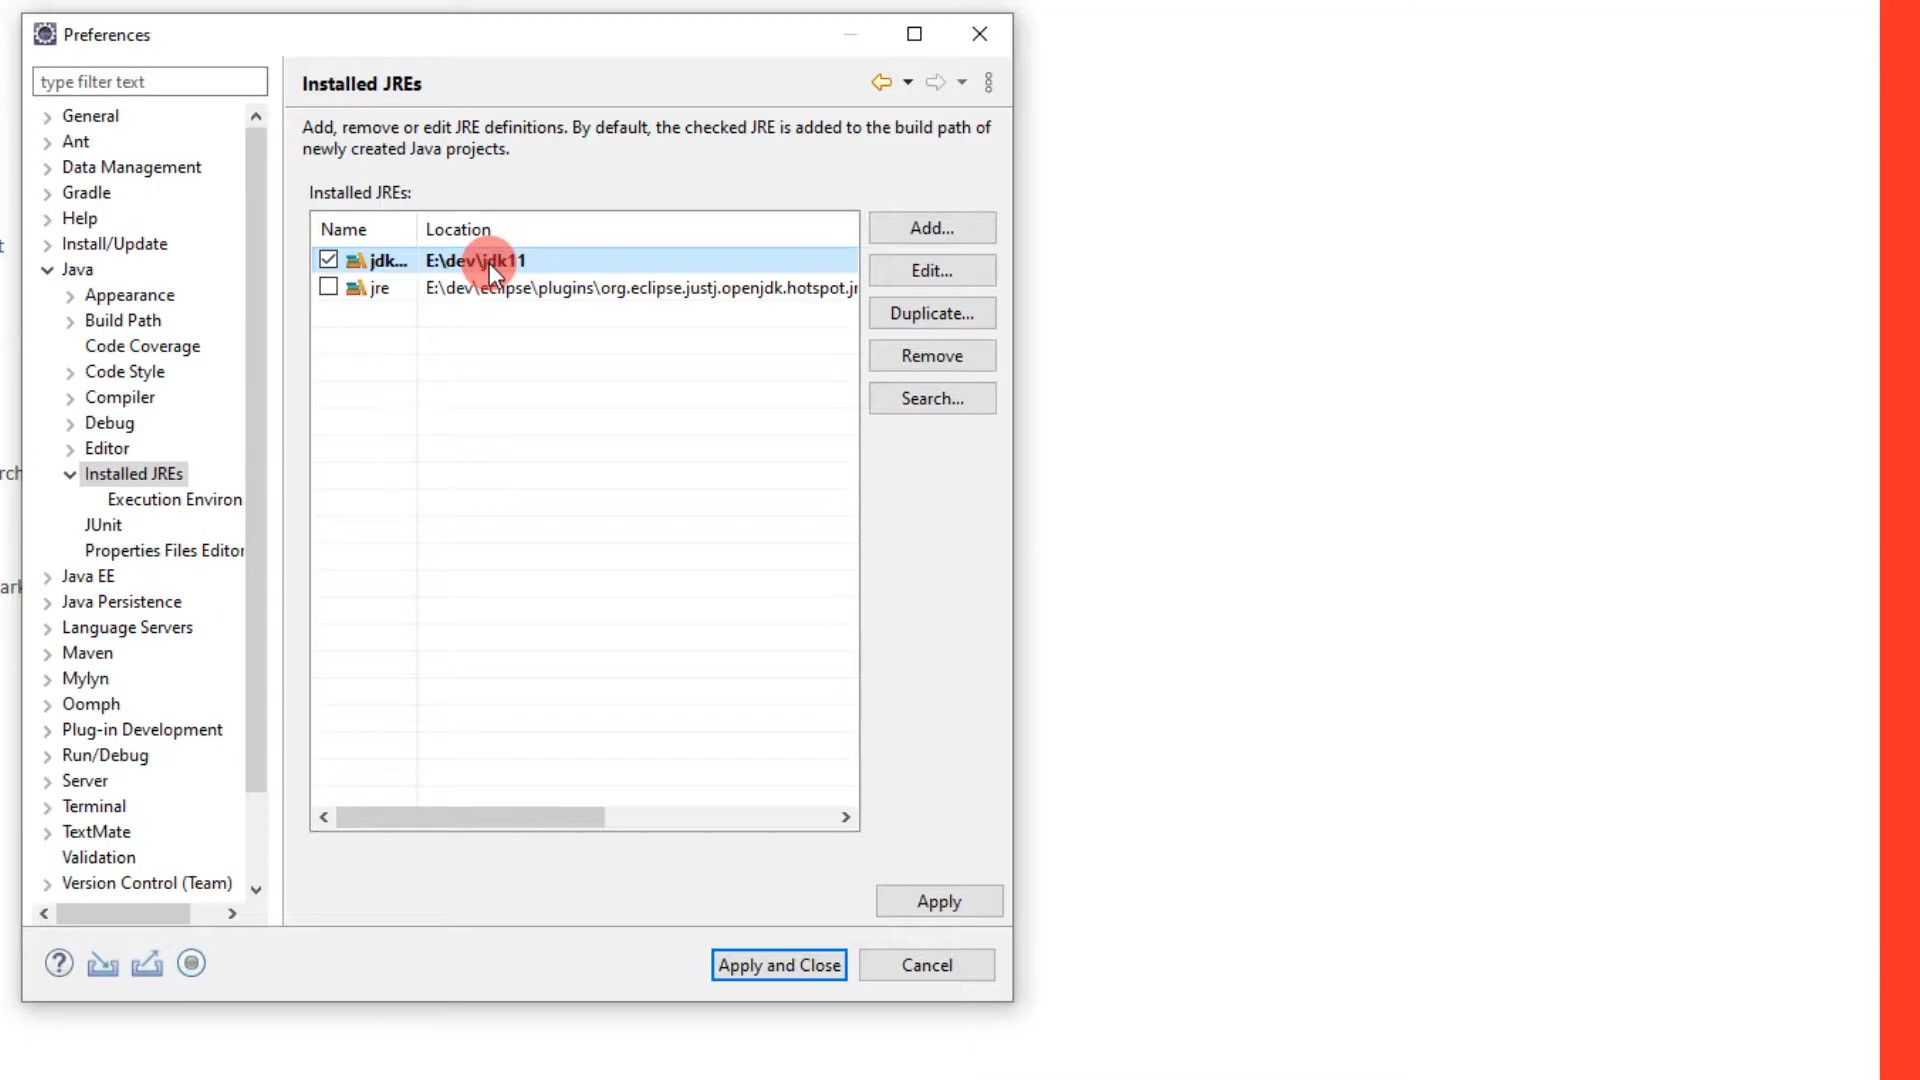 Preferences
type filter text
General
Ant
Data Management
Gradle
Help
Install/Update
Java
Appearance
Build Path
Code Coverage
Code Style
Compiler
Debug
Editor
Installed JREs
Execution Environ
JUnit
Properties Files Editor
Java EE
Java Persistence
Language Servers
Maven
Mylyn
Oomph
Plug-in Development
Run/Debug
Server
Terminal
TextMate
Validation
Version Control (Team)
Installed JREs
Add, remove or edit JRE definitions. By default, the checked JRE is added to the build path of
newly created Java projects.
Installed JREs:
Name Location
jdk... E:\dev\jdk11
jre E:\dev\eclipse\plugins\org.eclipse.justj.openjdk.hotspot.jr
Add...
Edit...
Duplicate...
Remove
Search...
Apply
Apply and Close
Cancel
t
rch
ark